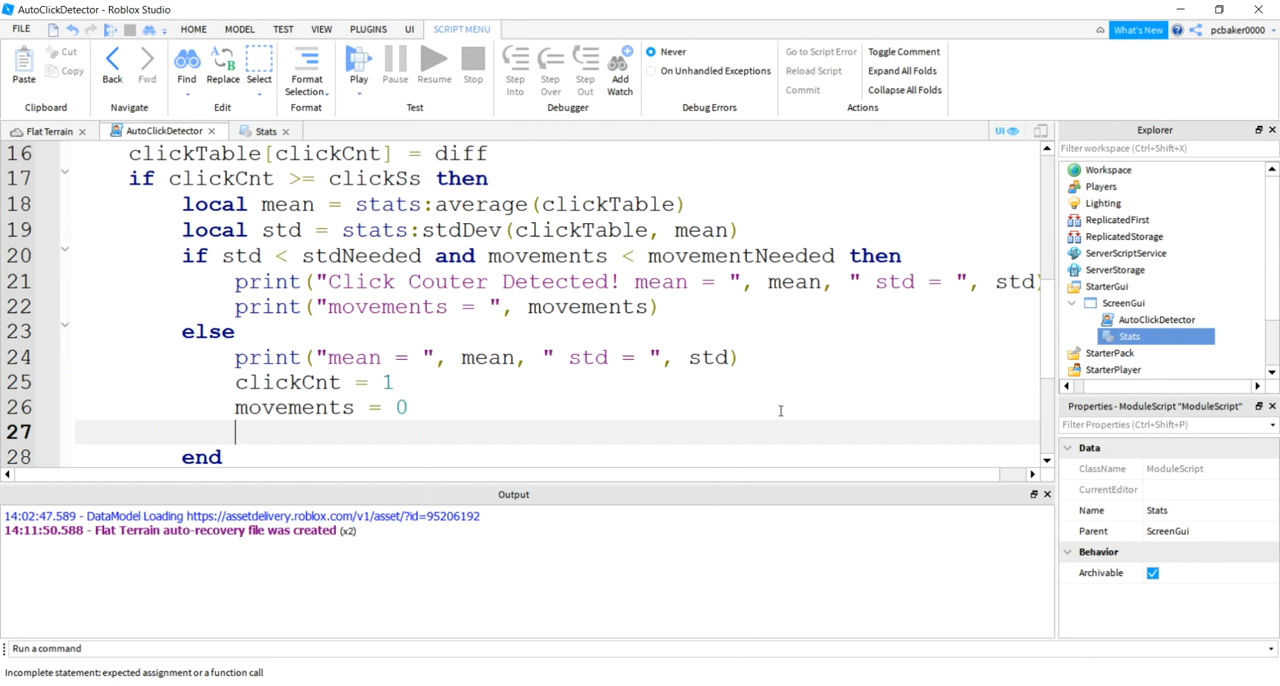 AutoClickDetector - Roblox Studio
FILE HOME MODEL TEST VIEW PLUGINS UI SCRIPT MENU What's New pcbaker0000
Paste Cut Copy Back Fwd Find Replace Select Format Selection Play Pause Resume Stop Step Into Step Over Step Out Add Watch Never On Unhandled Exceptions Go to Script Error Reload Script Commit Toggle Comment Expand All Folds Collapse All Folds
Clipboard Navigate Edit Format Test Debugger Debug Errors Actions
Flat Terrain AutoClickDetector Stats UI
16 clickTable[clickCnt] = diff
17 if clickCnt >= clickSs then
18 local mean = stats:average(clickTable)
19 local std = stats:stdDev(clickTable, mean)
20 if std < stdNeeded and movements < movementNeeded then
21 print("Click Couter Detected! mean = ", mean, " std = ", std)
22 print("movements = ", movements)
23 else
24 print("mean = ", mean, " std = ", std)
25 clickCnt = 1
26 movements = 0
27
28 end
Explorer
Filter workspace (Ctrl+Shift+X)
Workspace
Players
Lighting
ReplicatedFirst
ReplicatedStorage
ServerScriptService
ServerStorage
StarterGui
ScreenGui
AutoClickDetector
Stats
StarterPack
StarterPlayer
Properties - ModuleScript "ModuleScript"
Filter Properties (Ctrl+Shift+P)
Data
ClassName ModuleScript
CurrentEditor
Name Stats
Parent ScreenGui
Behavior
Archivable
Output
14:02:47.589 - DataModel Loading https://assetdelivery.roblox.com/v1/asset/?id=95206192
14:11:50.588 - Flat Terrain auto-recovery file was created (x2)
Run a command
Incomplete statement: expected assignment or a function call